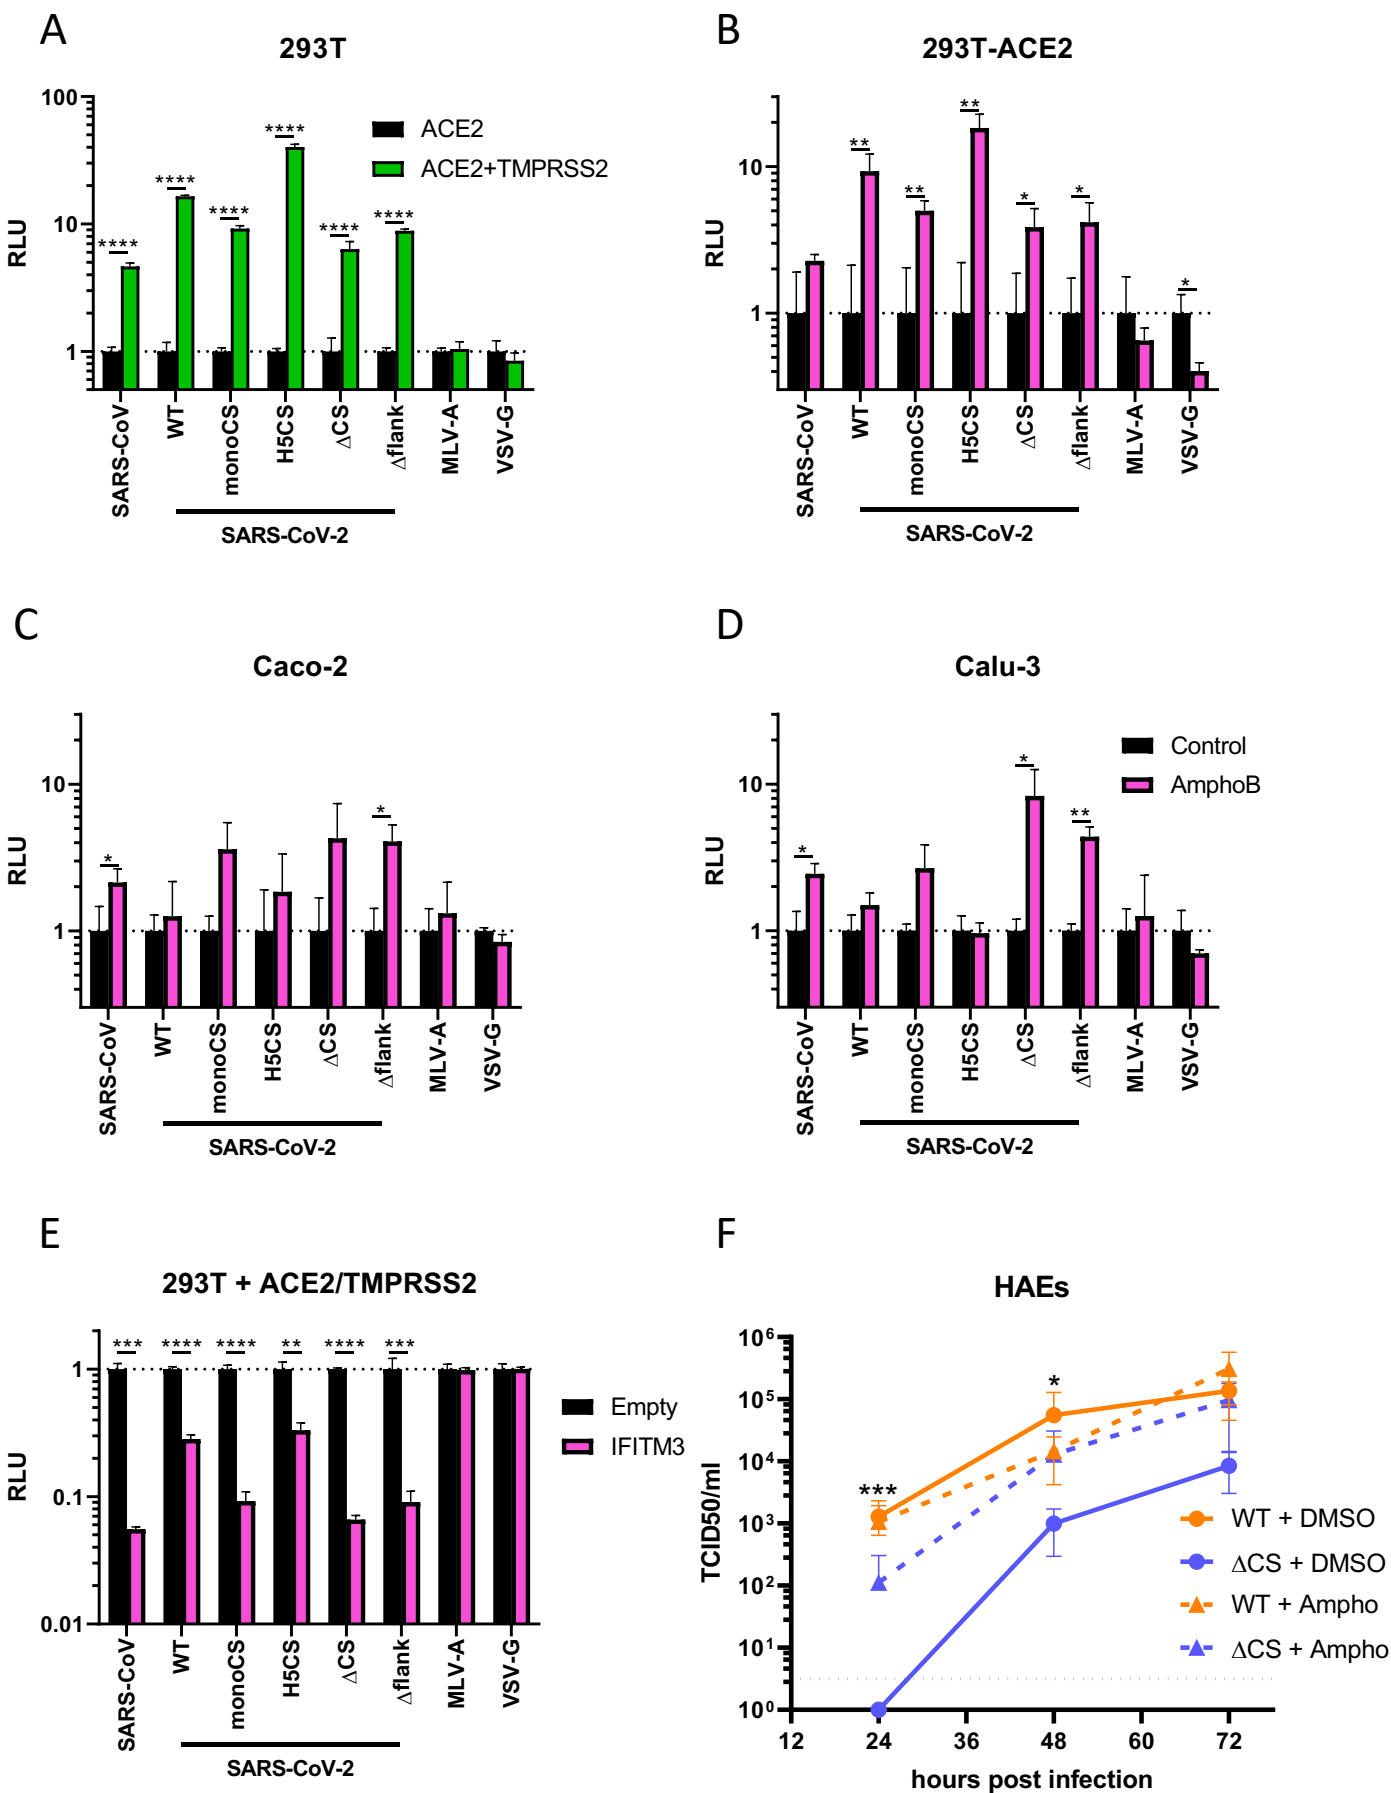 A
293T
100
10
1
RLU
ACE2
ACE2+TMPRSS2
****
****
****
****
****
****
SARS-CoV
WT
monoCS
H5CS
ΔCS
Δflank
MLV-A
VSV-G
SARS-CoV-2
B
293T-ACE2
10
1
RLU
**
**
**
*
*
*
SARS-CoV
WT
monoCS
H5CS
ΔCS
Δflank
MLV-A
VSV-G
SARS-CoV-2
C
Caco-2
10
1
RLU
*
*
SARS-CoV
WT
monoCS
H5CS
ΔCS
Δflank
MLV-A
VSV-G
SARS-CoV-2
D
Calu-3
10
1
RLU
Control
AmphoB
*
*
**
SARS-CoV
WT
monoCS
H5CS
ΔCS
Δflank
MLV-A
VSV-G
SARS-CoV-2
E
293T + ACE2/TMPRSS2
1
0.1
0.01
RLU
*** **** **** ** **** ***
Empty
IFITM3
SARS-CoV
WT
monoCS
H5CS
ΔCS
Δflank
MLV-A
VSV-G
SARS-CoV-2
F
HAEs
10⁶
10⁵
10⁴
10³
10²
10¹
10⁰
TCID50/ml
***
*
WT + DMSO
ΔCS + DMSO
WT + Ampho
ΔCS + Ampho
12 24 36 48 60 72
hours post infection